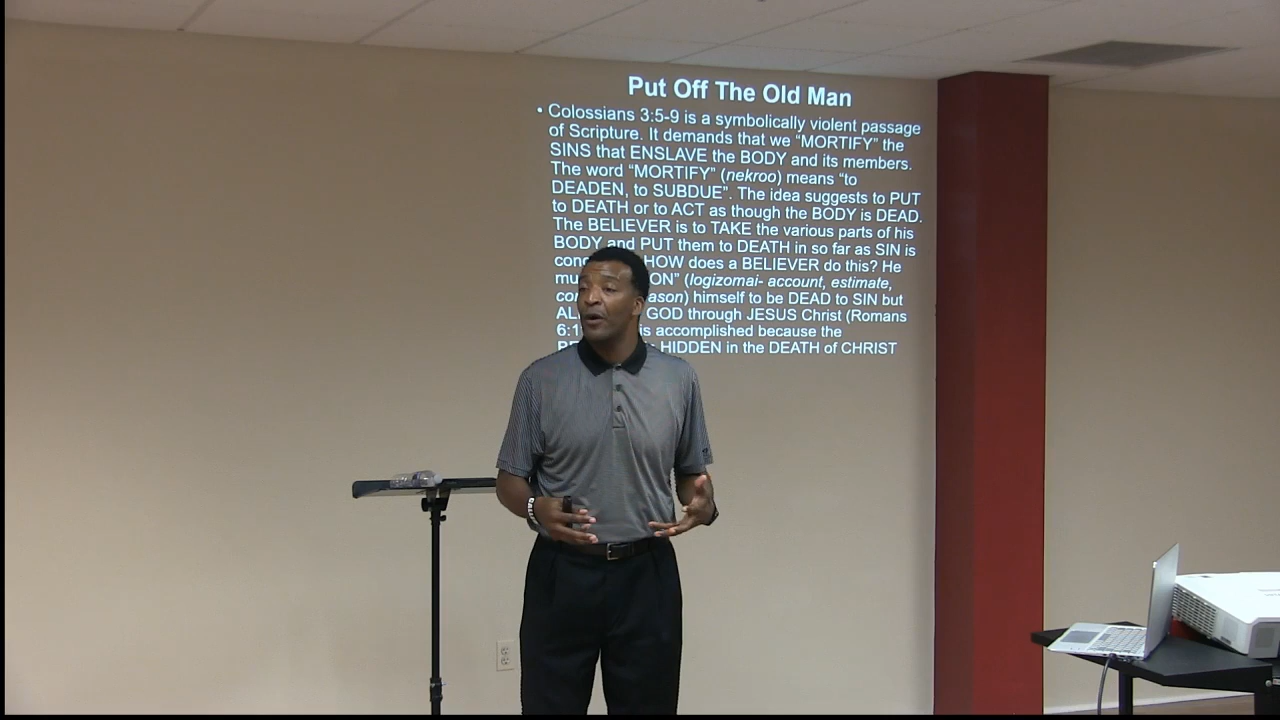 Put Off The Old Man
• Colossians 3:5-9 is a symbolically violent passage
of Scripture. It demands that we “MORTIFY” the
SINS that ENSLAVE the BODY and its members.
The word “MORTIFY” (nekroo) means “to
DEADEN, to SUBDUE”. The idea suggests to PUT
to DEATH or to ACT as though the BODY is DEAD.
The BELIEVER is to TAKE the various parts of his
BODY and PUT them to DEATH in so far as SIN is
HOW does a BELIEVER do this? He
(logizomai- account, estimate,
himself to be DEAD to SIN but
GOD through JESUS Christ (Romans
is accomplished because the
HIDDEN in the DEATH of CHRIST